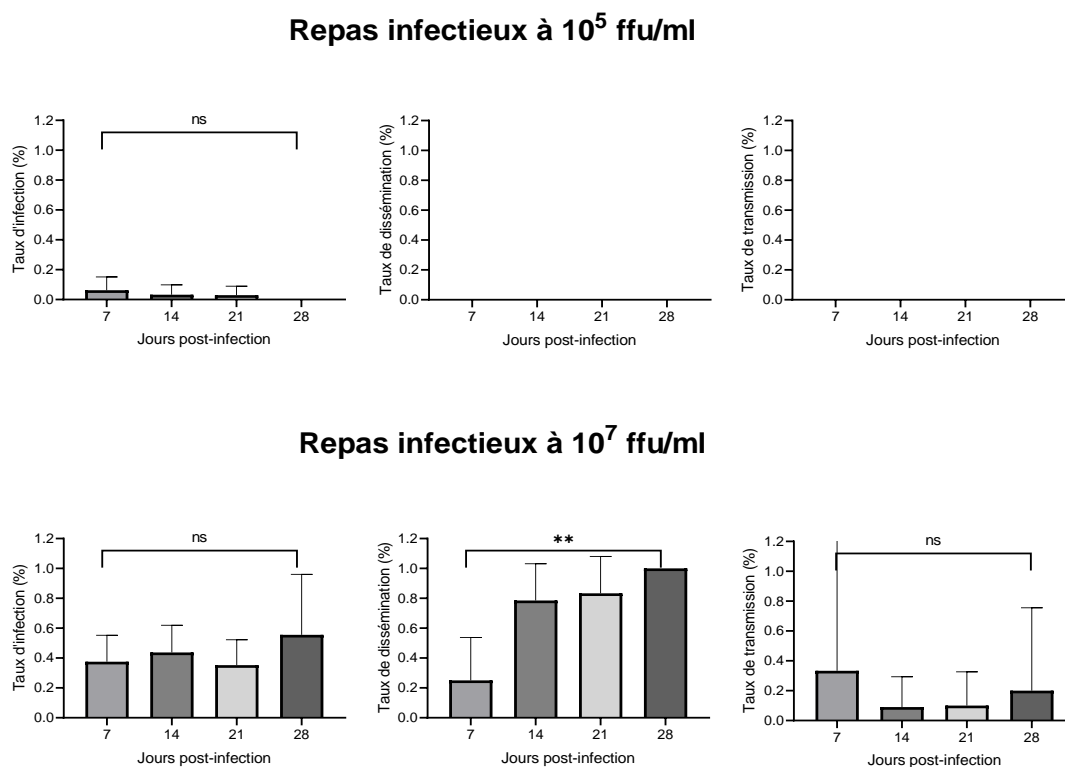 Repas infectieux à 10⁵ ffu/ml
ns
Taux d'infection (%)
1.2
1.0
0.8
0.6
0.4
0.2
0.0
7 14 21 28
Jours post-infection
Taux de dissémination (%)
1.2
1.0
0.8
0.6
0.4
0.2
0.0
7 14 21 28
Jours post-infection
Taux de transmission (%)
1.2
1.0
0.8
0.6
0.4
0.2
0.0
7 14 21 28
Jours post-infection
Repas infectieux à 10⁷ ffu/ml
ns
Taux d'infection (%)
1.2
1.0
0.8
0.6
0.4
0.2
0.0
7 14 21 28
Jours post-infection
**
Taux de dissémination (%)
1.2
1.0
0.8
0.6
0.4
0.2
0.0
7 14 21 28
Jours post-infection
ns
Taux de transmission (%)
1.2
1.0
0.8
0.6
0.4
0.2
0.0
7 14 21 28
Jours post-infection